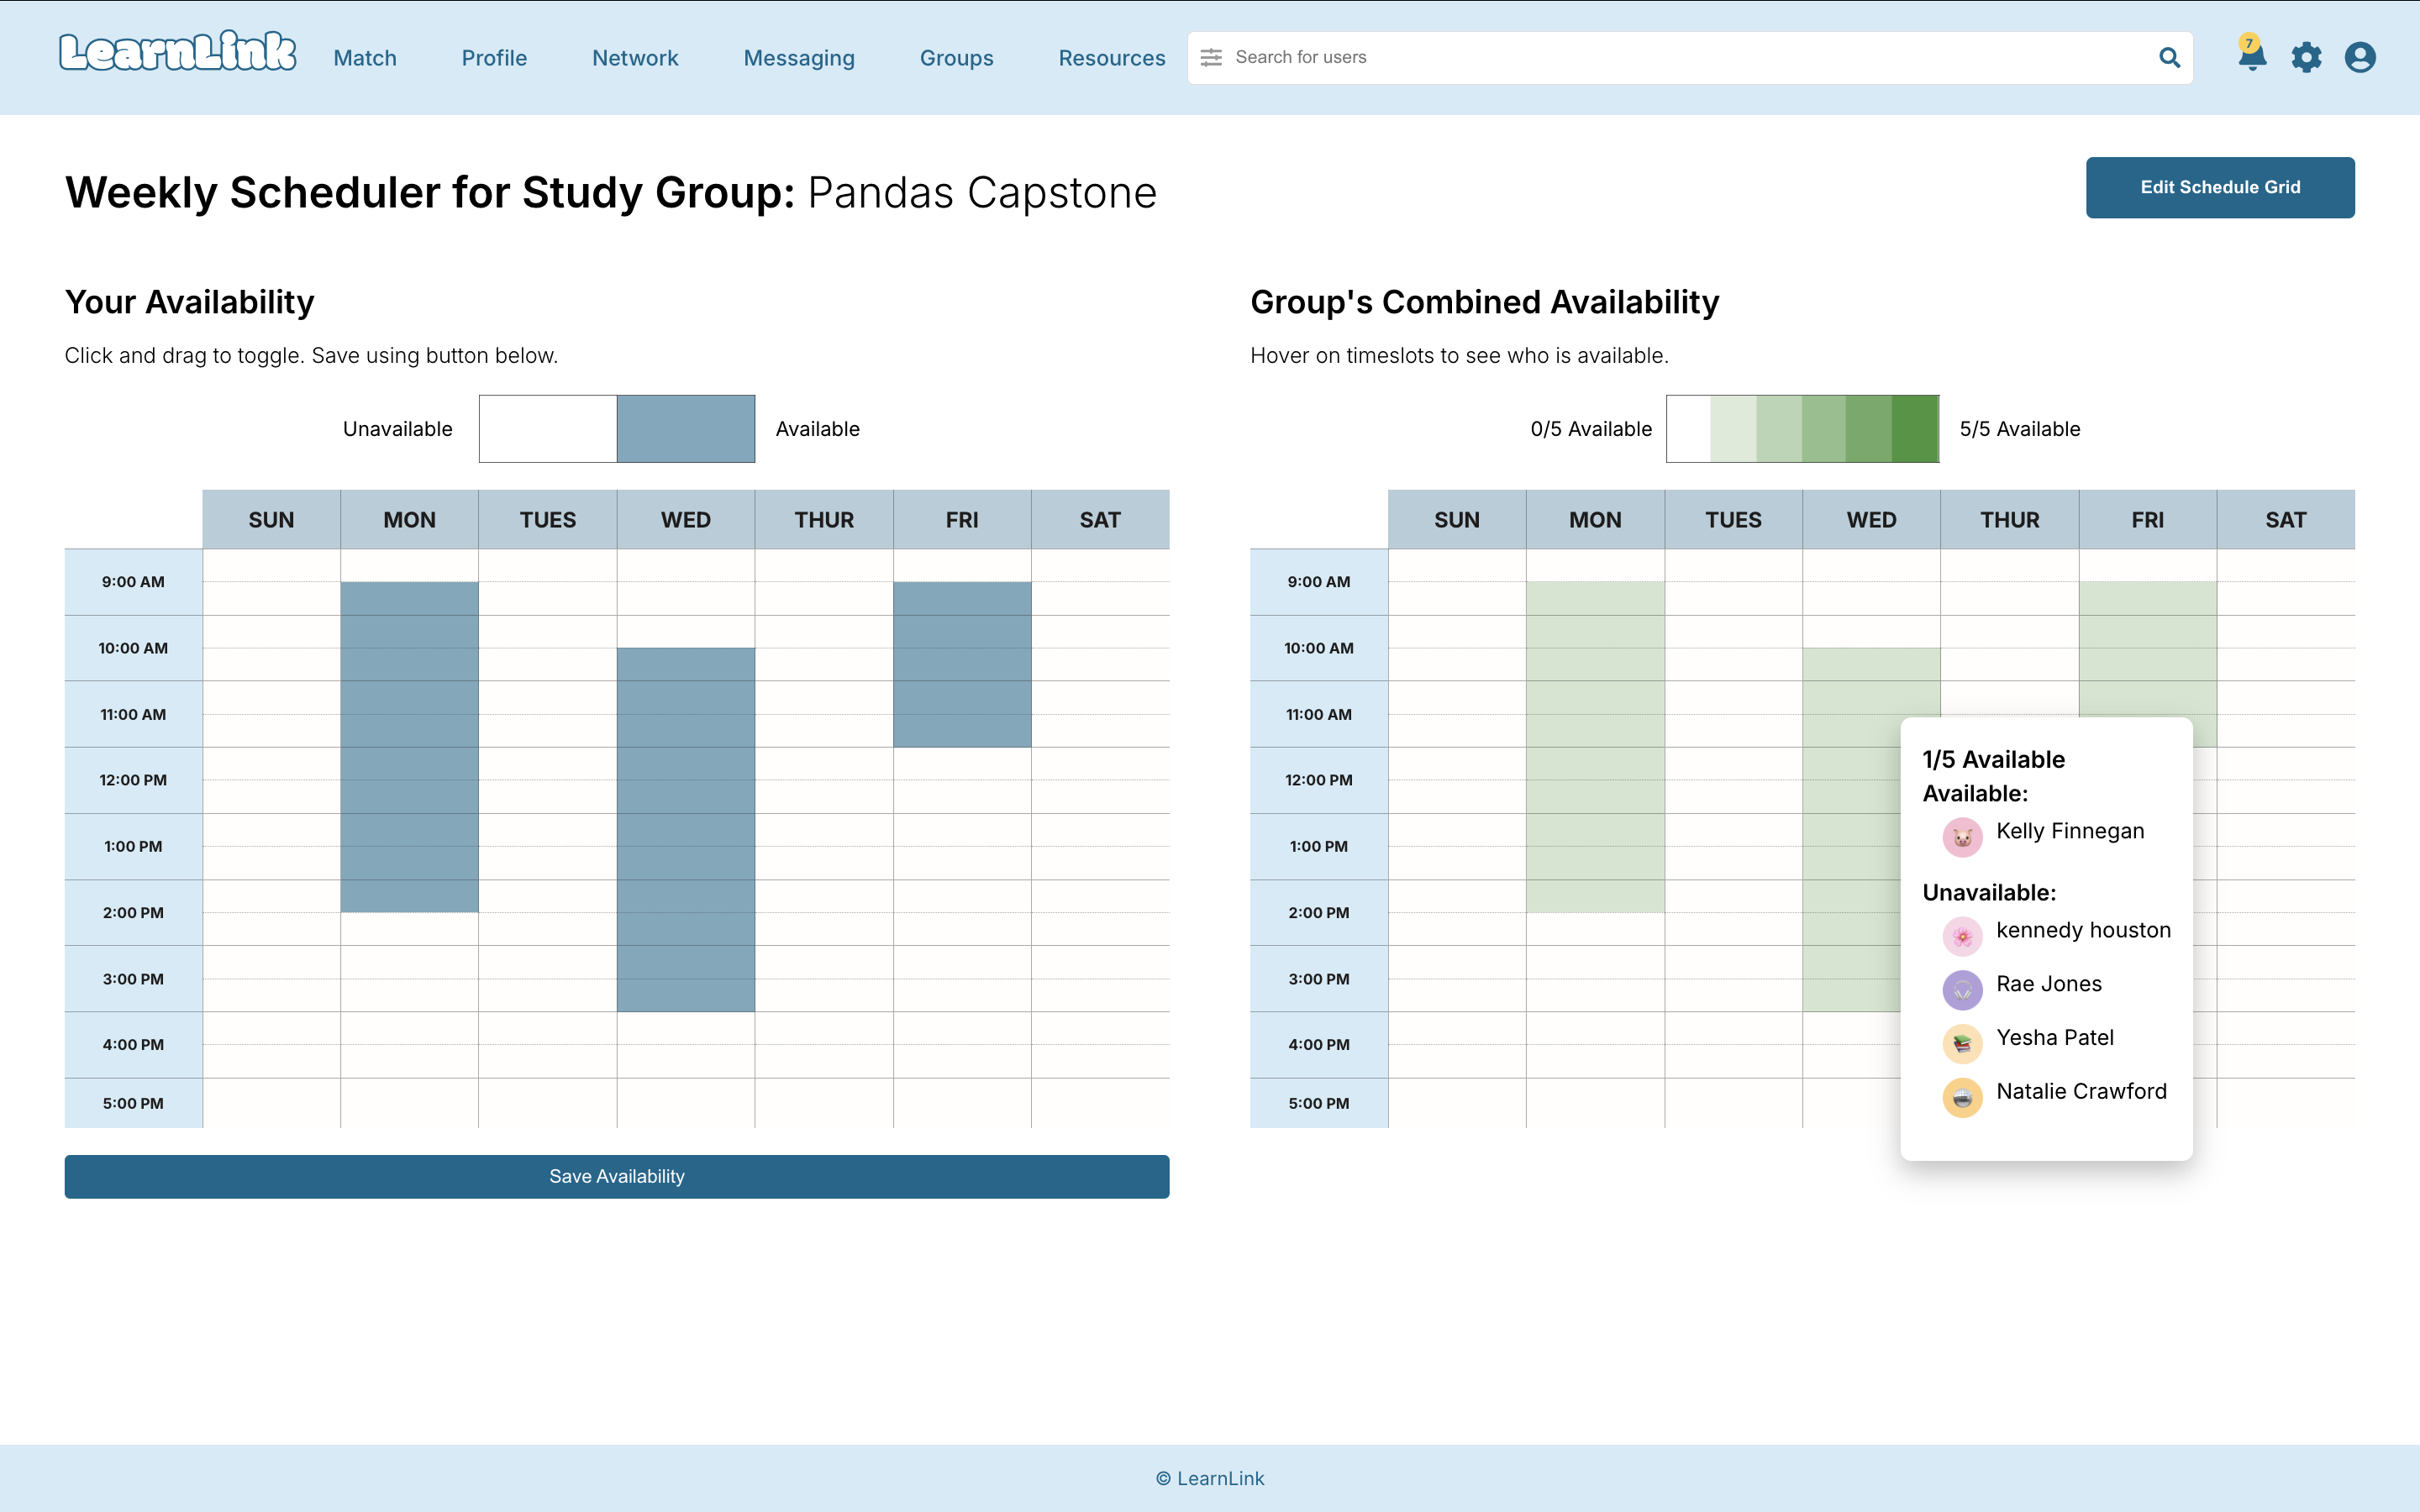 LearnLink Match Profile Network Messaging Groups Resources Search for users 7
Weekly Scheduler for Study Group: Pandas Capstone
Edit Schedule Grid
Your Availability
Click and drag to toggle. Save using button below.
Unavailable Available
SUN MON TUES WED THUR FRI SAT
9:00 AM
10:00 AM
11:00 AM
12:00 PM
1:00 PM
2:00 PM
3:00 PM
4:00 PM
5:00 PM
Save Availability
Group's Combined Availability
Hover on timeslots to see who is available.
0/5 Available 5/5 Available
SUN MON TUES WED THUR FRI SAT
9:00 AM
10:00 AM
11:00 AM
12:00 PM
1:00 PM
2:00 PM
3:00 PM
4:00 PM
5:00 PM
1/5 Available
Available:
Kelly Finnegan
Unavailable:
kennedy houston
Rae Jones
Yesha Patel
Natalie Crawford
© LearnLink